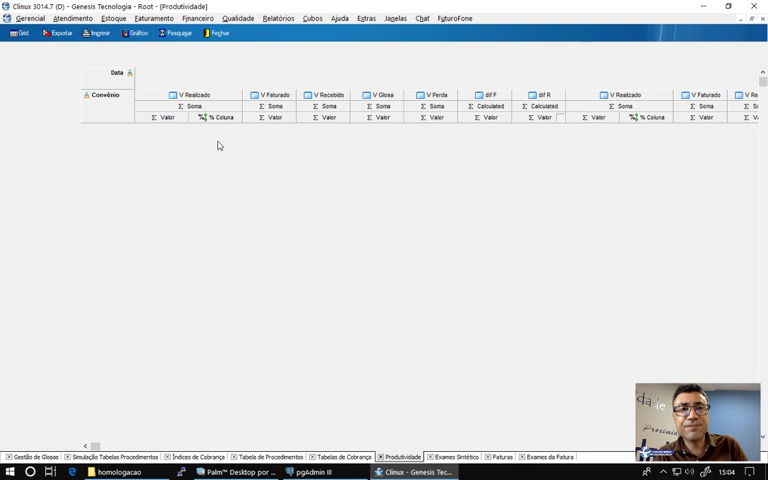 Clinux 3014.7 (D) - Genesis Tecnologia - Root - [Produtividade]
Gerencial Atendimento Estoque Faturamento Financeiro Qualidade Relatórios Cubos Ajuda Extras Janelas Chat FuturoFone
Grid Exportar Imprimir Gráfico Pesquisar Fechar
Data
Convênio V Realizado V Faturado V Recebido V Glosa V Perda dif F dif R V Realizado V Faturado V Re
Σ Soma Σ Soma Σ Soma Σ Soma Σ Soma Σ Calculated Σ Calculated Σ Soma Σ Soma Σ S
Σ Valor % Coluna Σ Valor Σ Valor Σ Valor Σ Valor Σ Valor Σ Valor Σ Valor % Coluna Σ Valor Σ V
Gestão de Glosas Simulação Tabelas Procedimentos Índices de Cobrança Tabela de Procedimentos Tabelas de Cobrança Produtividade Exames Sintético Faturas Exames da Fatura
homologacao Palm™ Desktop por ... pgAdmin III Clinux - Genesis Tec... 15:04